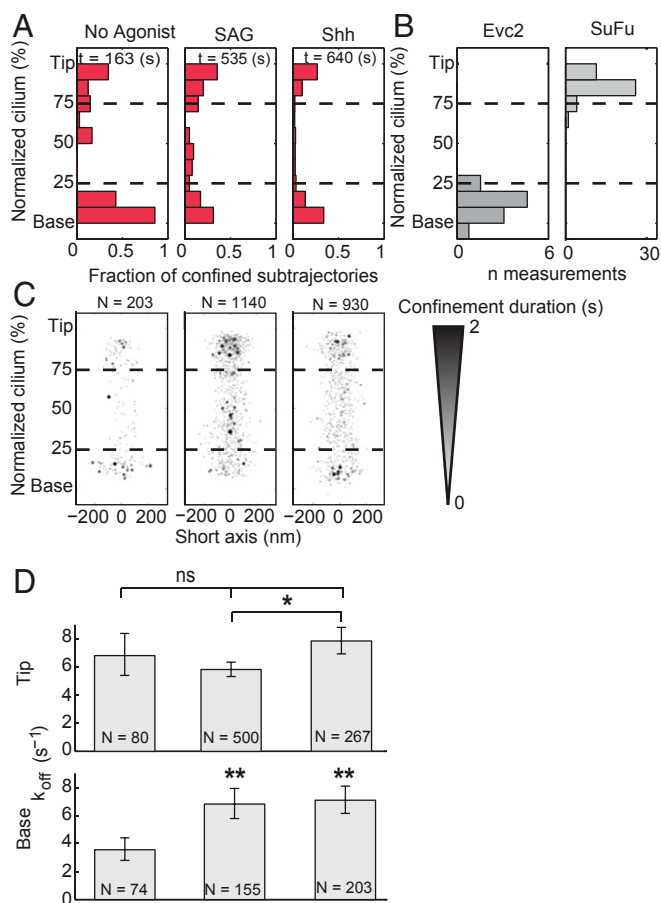 A
No Agonist
SAG
Shh
t = 163 (s)
t = 535 (s)
t = 640 (s)
Normalized cilium (%)
Tip
75
50
25
Base
0 0.5 1
0 0.5 1
0 0.5 1
Fraction of confined subtrajectories
B
Evc2
SuFu
Normalized cilium (%)
Tip
75
50
25
Base
0 6
0 30
n measurements
C
N = 203
N = 1140
N = 930
Normalized cilium (%)
Tip
75
50
25
Base
−200 0 200
−200 0 200
−200 0 200
Short axis (nm)
Confinement duration (s)
2
0
D
ns
*
Tip
8
6
4
2
0
N = 80
N = 500
N = 267
k off (s⁻¹)
Base
8
6
4
2
0
**
**
N = 74
N = 155
N = 203